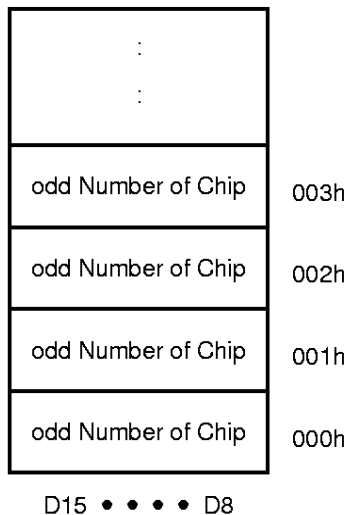 :
:
odd Number of Chip 003h
odd Number of Chip 002h
odd Number of Chip 001h
odd Number of Chip 000h
D15 • • • • D8